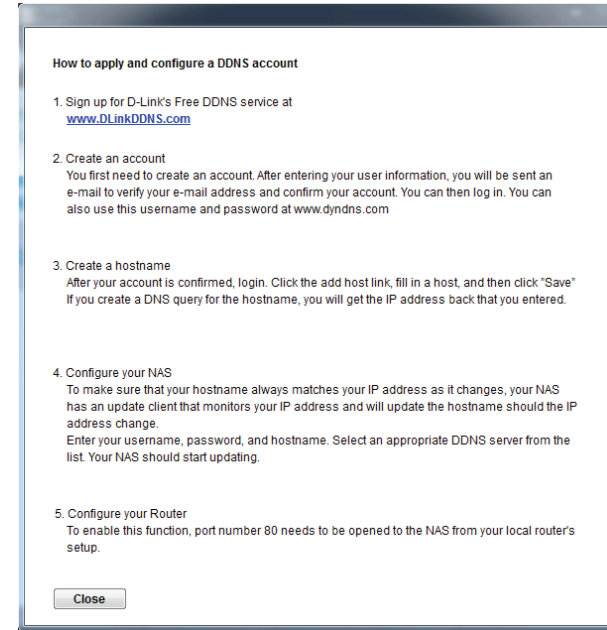 How to apply and configure a DDNS account
1. Sign up for D-Link's Free DDNS service at
www.DLinkDDNS.com
2. Create an account
You first need to create an account. After entering your user information, you will be sent an
e-mail to verify your e-mail address and confirm your account. You can then log in. You can
also use this username and password at www.dyndns.com
3. Create a hostname
After your account is confirmed, login. Click the add host link, fill in a host, and then click "Save"
If you create a DNS query for the hostname, you will get the IP address back that you entered.
4. Configure your NAS
To make sure that your hostname always matches your IP address as it changes, your NAS
has an update client that monitors your IP address and will update the hostname should the IP
address change.
Enter your username, password, and hostname. Select an appropriate DDNS server from the
list. Your NAS should start updating.
5. Configure your Router
To enable this function, port number 80 needs to be opened to the NAS from your local router's
setup.
Close